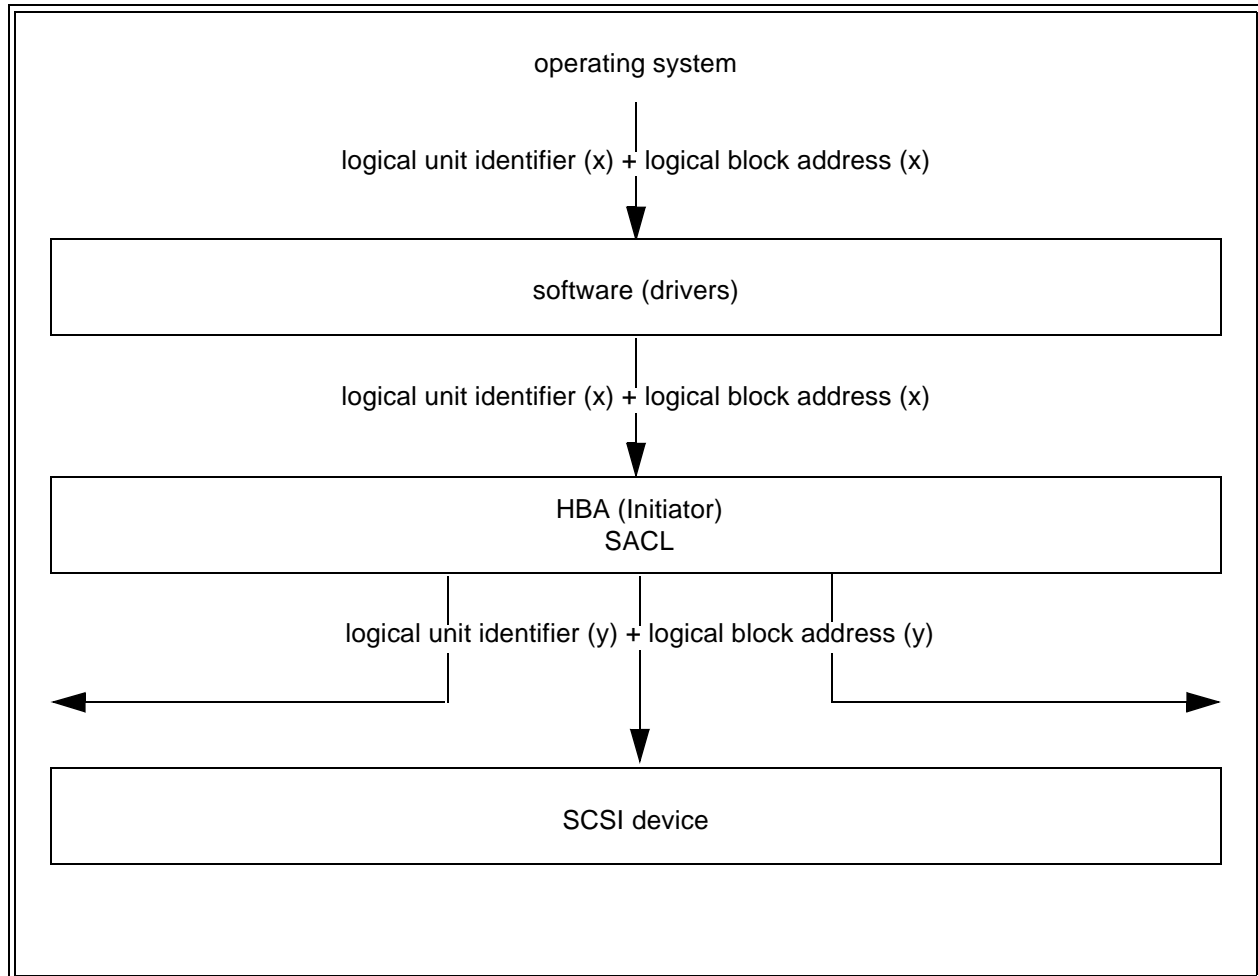 operating system
logical unit identifier (x) + logical block address (x)
software (drivers)
logical unit identifier (x) + logical block address (x)
HBA (Initiator)
SACL
logical unit identifier (y) + logical block address (y)
SCSI device